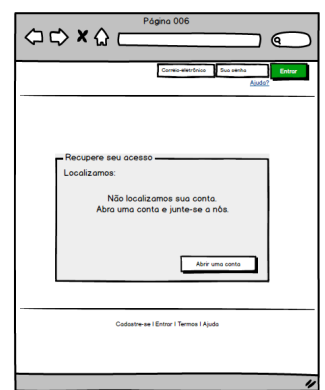 Página 006
Correio-eletrônico Sua senha Entrar
Ajuda?
Recupere seu acesso
Localizamos:
Não localizamos sua conta.
Abra uma conta e junte-se a nós.
Abrir uma conta
Cadastre-se | Entrar | Termos | Ajuda